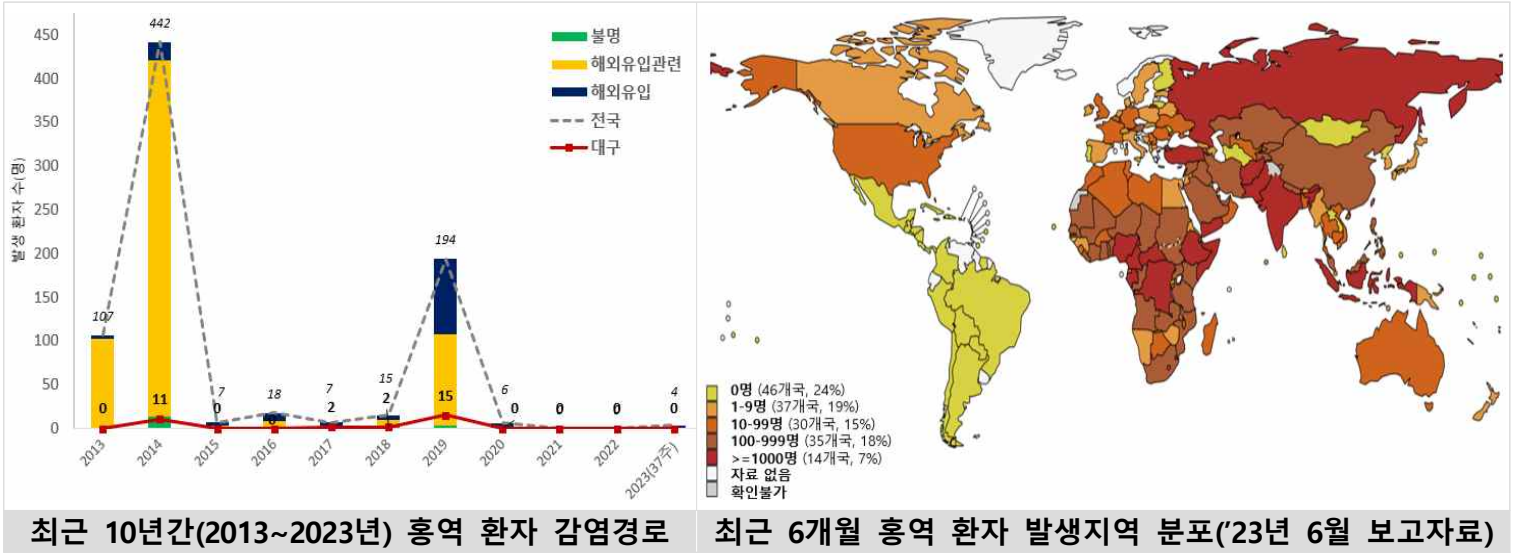 발생 환자 수(명)
450
400
350
300
250
200
150
100
50
0
불명
해외유입관련
해외유입
전국
대구
107
442
7
18
7
15
194
6
4
0
11
0
0
2
2
15
0
0
0
0
2013
2014
2015
2016
2017
2018
2019
2020
2021
2022
2023(37주)
최근 10년간(2013~2023년) 홍역 환자 감염경로
0명 (46개국, 24%)
1-9명 (37개국, 19%)
10-99명 (30개국, 15%)
100-999명 (35개국, 18%)
>=1000명 (14개국, 7%)
자료 없음
확인불가
최근 6개월 홍역 환자 발생지역 분포('23년 6월 보고자료)